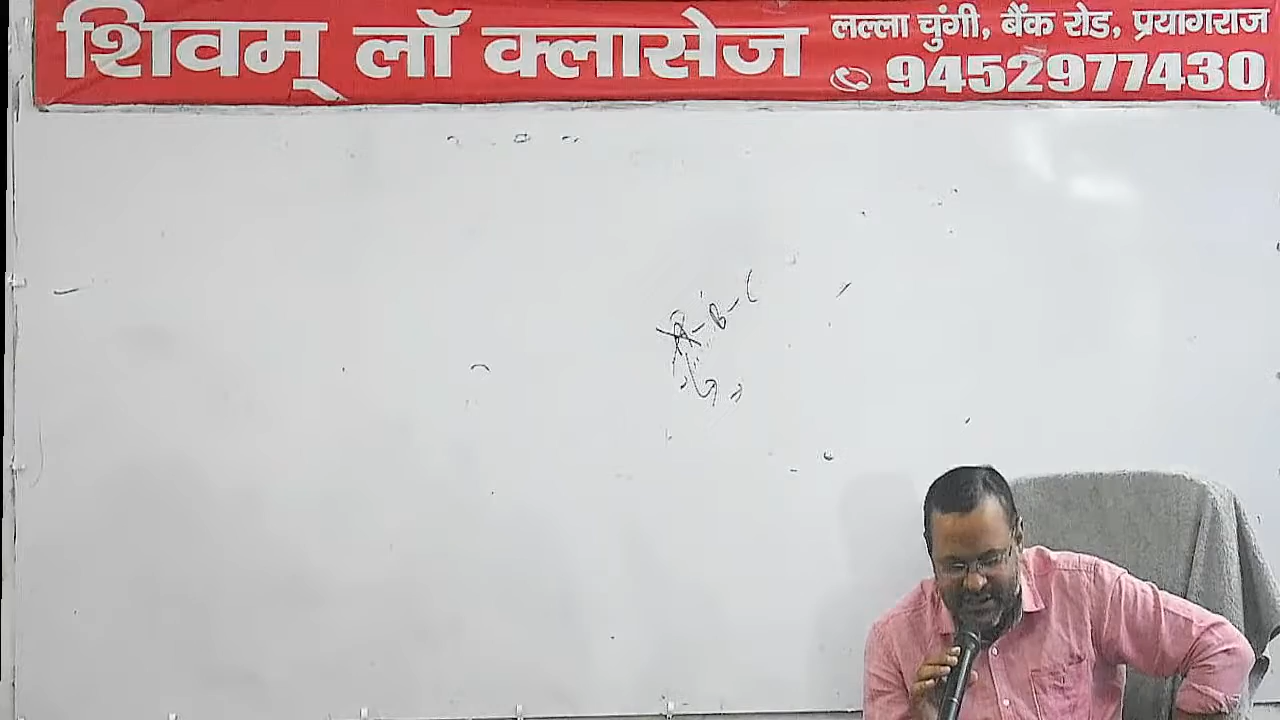 शिवम् लॉ क्लासेज
लल्ला चुंगी, बैंक रोड, प्रयागराज
9452977430
A-B-C